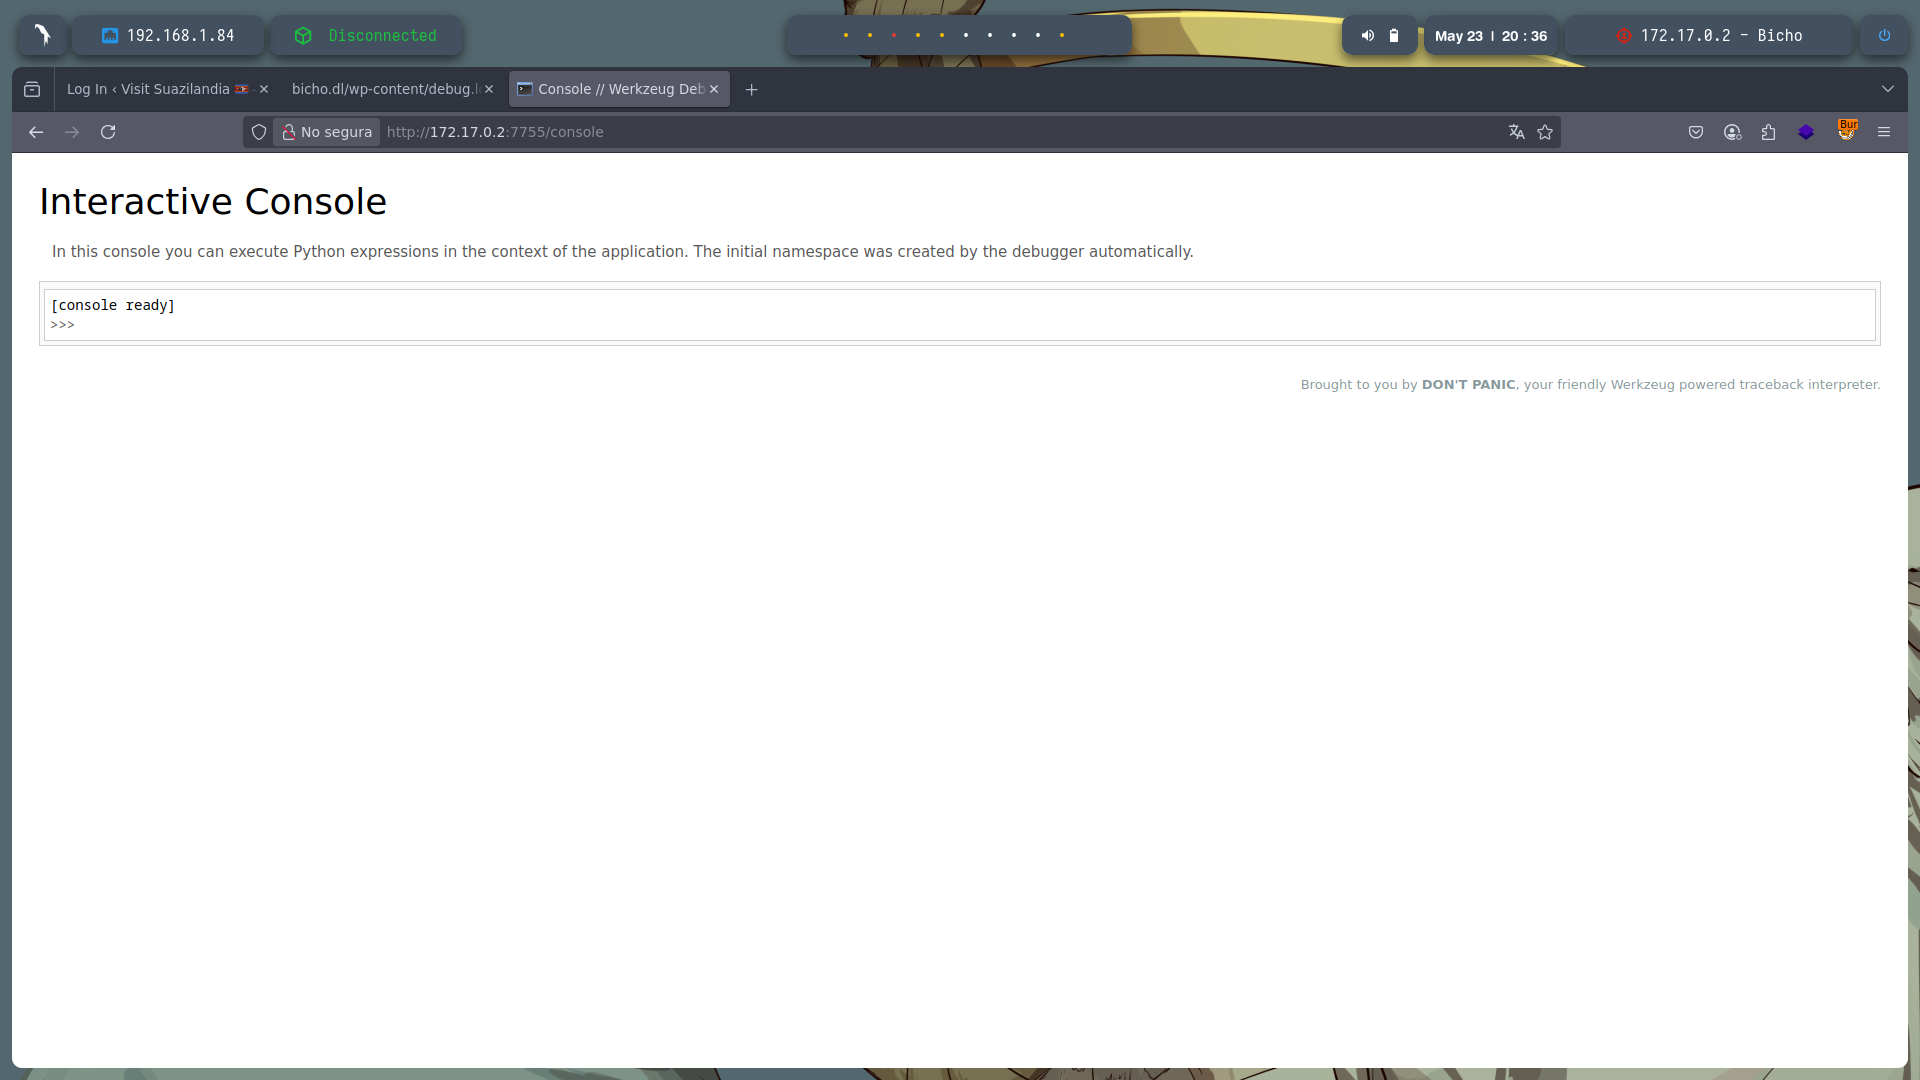 192.168.1.84
Disconnected
May 23 | 20 : 36
172.17.0.2 - Bicho
Log In ‹ Visit Suazilandia
bicho.dl/wp-content/debug.
Console // Werkzeug Deb
No segura
http://172.17.0.2:7755/console
Bur
Interactive Console
In this console you can execute Python expressions in the context of the application. The initial namespace was created by the debugger automatically.
[console ready]
>>>
Brought to you by DON'T PANIC, your friendly Werkzeug powered traceback interpreter.